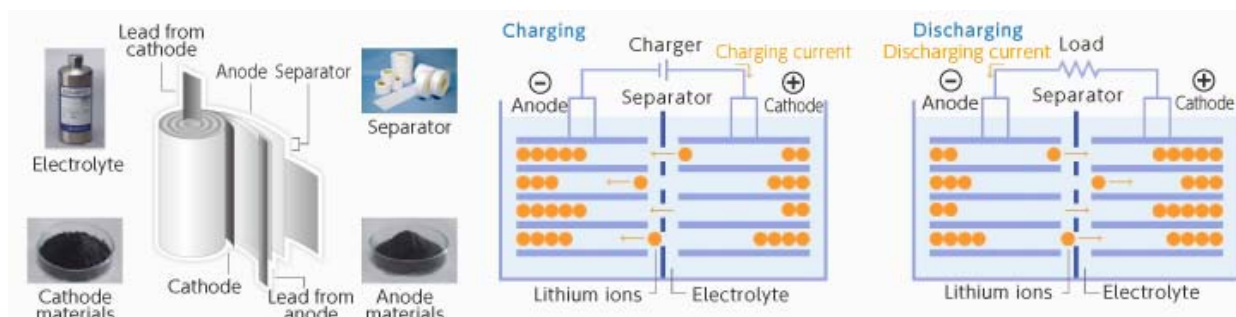 Lead from
cathode
Anode
Separator
Electrolyte
Separator
Cathode
Lead from
anode
Cathode
materials
Anode
materials
Charging
Charger
Charging current
⊖
Anode
Separator
⊕
Cathode
Lithium ions
Electrolyte
Discharging
Discharging current
Load
⊖
Anode
Separator
⊕
Cathode
Lithium ions
Electrolyte